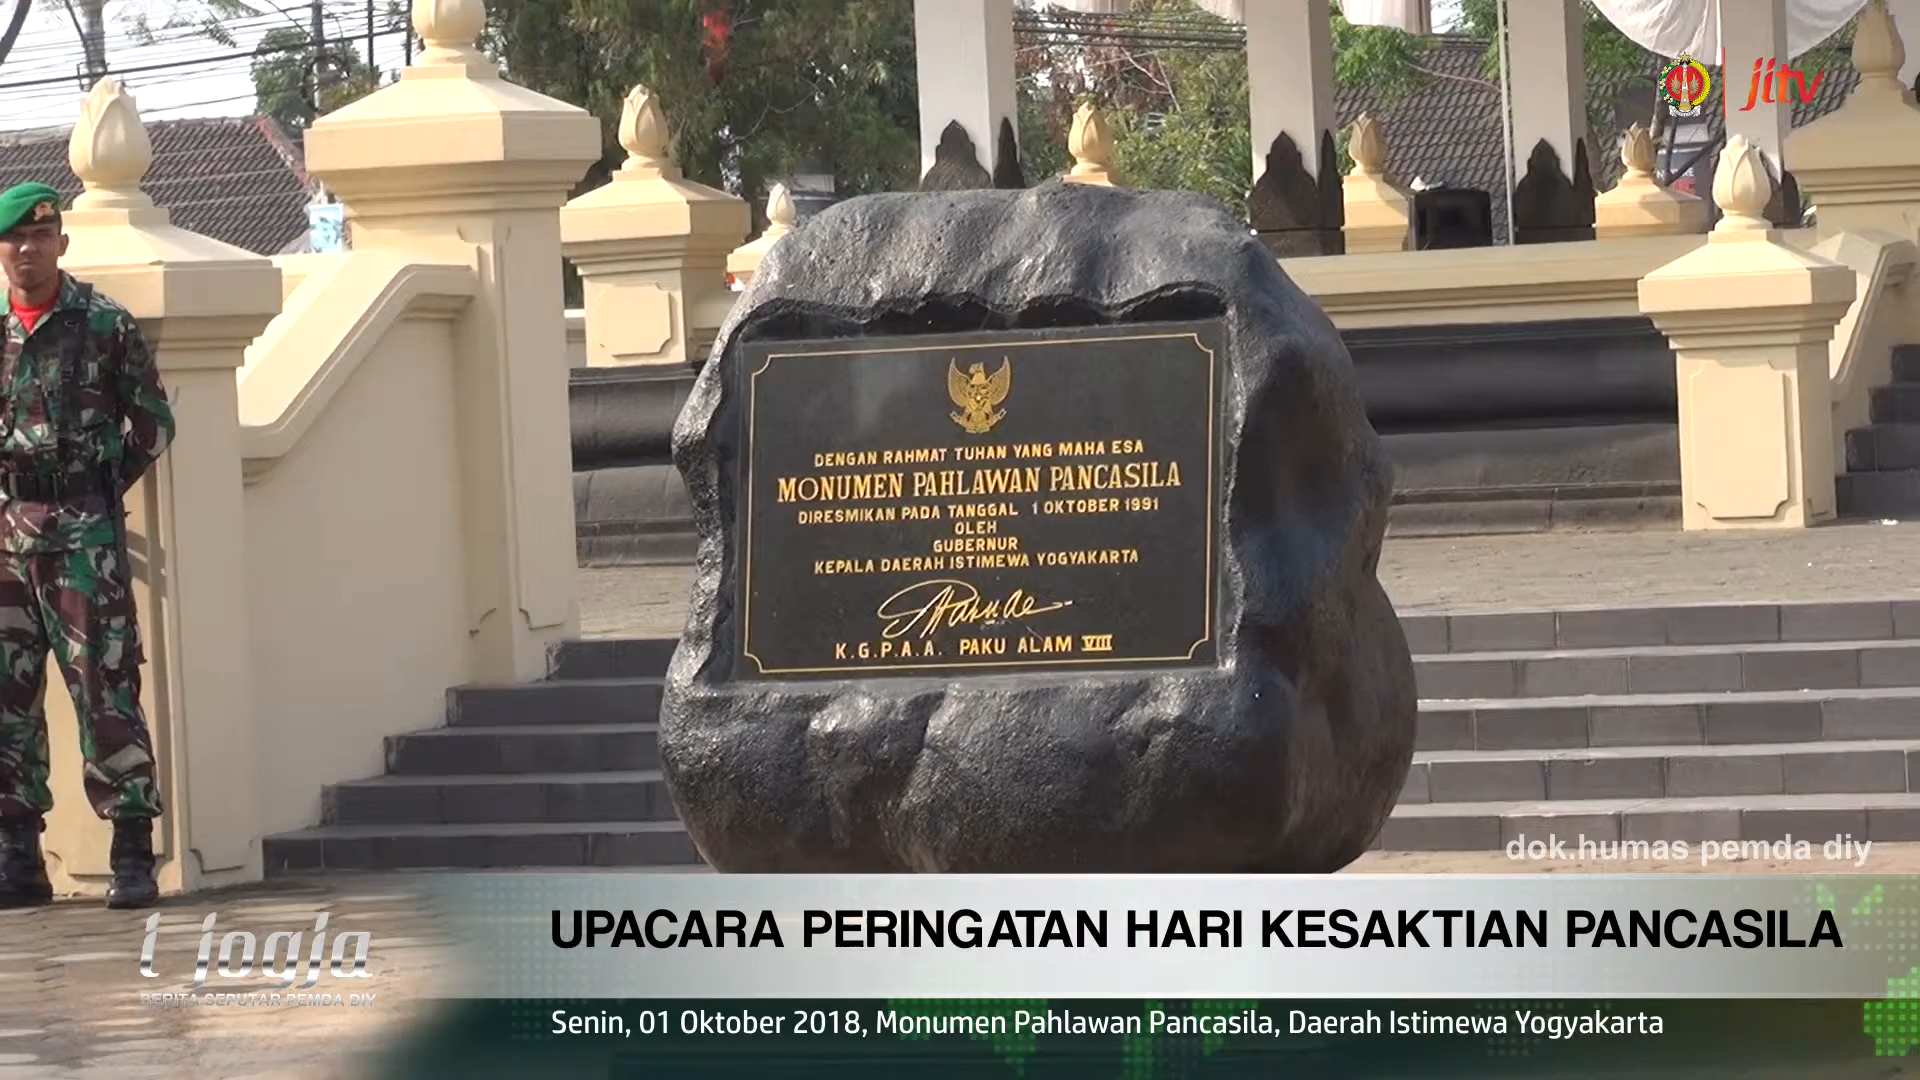 jitv
DENGAN RAHMAT TUHAN YANG MAHA ESA
MONUMEN PAHLAWAN PANCASILA
DIRESMIKAN PADA TANGGAL 1 OKTOBER 1991
OLEH
GUBERNUR
KEPALA DAERAH ISTIMEWA YOGYAKARTA
K.G.P.A.A. PAKU ALAM VIII
dok.humas pemda diy
i jogja
BERITA SEPUTAR PEMDA DIY
UPACARA PERINGATAN HARI KESAKTIAN PANCASILA
Senin, 01 Oktober 2018, Monumen Pahlawan Pancasila, Daerah Istimewa Yogyakarta